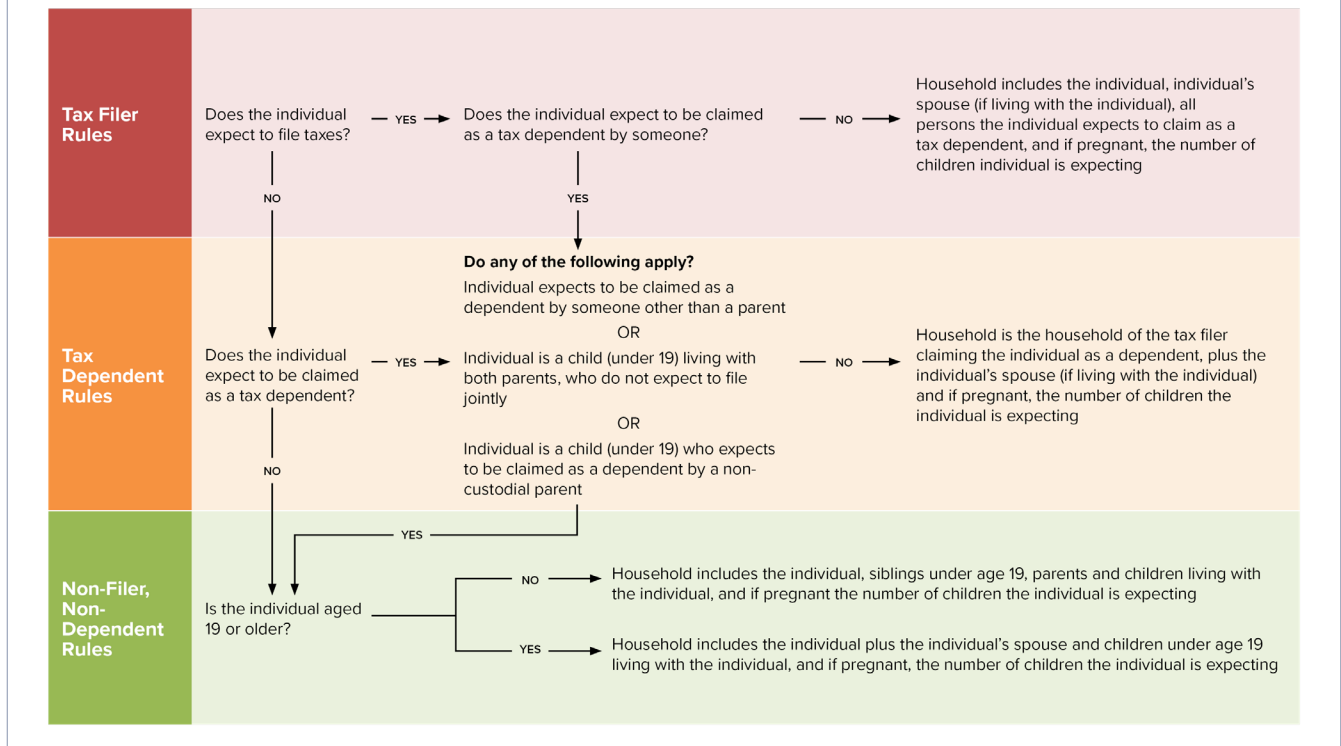 Tax Filer
Rules
Does the individual
expect to file taxes?
YES
Does the individual expect to be claimed
as a tax dependent by someone?
NO
Household includes the individual, individual’s
spouse (if living with the individual), all
persons the individual expects to claim as a
tax dependent, and if pregnant, the number of
children individual is expecting
NO
YES
Tax
Dependent
Rules
Does the individual
expect to be claimed
as a tax dependent?
YES
Do any of the following apply?
Individual expects to be claimed as a
dependent by someone other than a parent
OR
Individual is a child (under 19) living with
both parents, who do not expect to file
jointly
OR
Individual is a child (under 19) who expects
to be claimed as a dependent by a non-
custodial parent
NO
Household is the household of the tax filer
claiming the individual as a dependent, plus the
individual’s spouse (if living with the individual)
and if pregnant, the number of children the
individual is expecting
NO
YES
Non-Filer,
Non-
Dependent
Rules
Is the individual aged
19 or older?
NO
Household includes the individual, siblings under age 19, parents and children living with
the individual, and if pregnant the number of children the individual is expecting
YES
Household includes the individual plus the individual’s spouse and children under age 19
living with the individual, and if pregnant, the number of children the individual is expecting